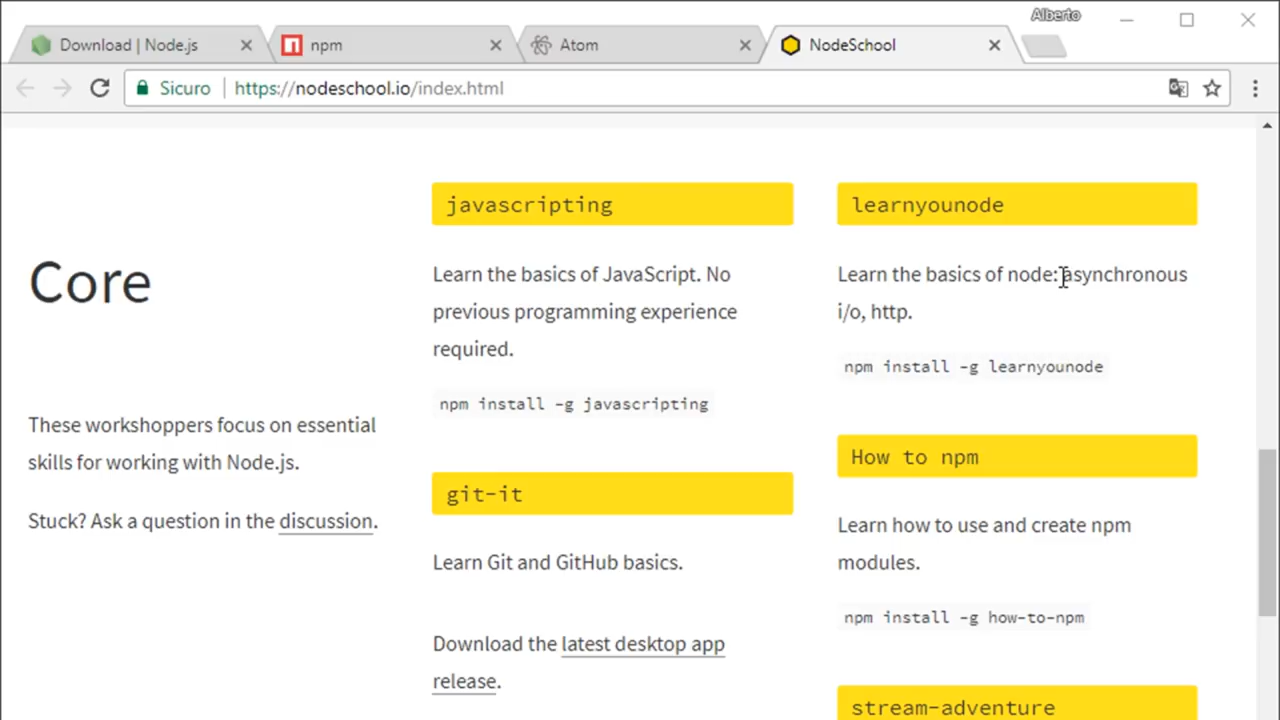 Alberto
Download | Node.js
npm
Atom
NodeSchool
Sicuro
https://nodeschool.io/index.html
Core
These workshoppers focus on essential
skills for working with Node.js.
Stuck? Ask a question in the discussion.
javascripting
Learn the basics of JavaScript. No
previous programming experience
required.
npm install -g javascripting
git-it
Learn Git and GitHub basics.
Download the latest desktop app
release.
learnyounode
Learn the basics of node: asynchronous
i/o, http.
npm install -g learnyounode
How to npm
Learn how to use and create npm
modules.
npm install -g how-to-npm
stream-adventure